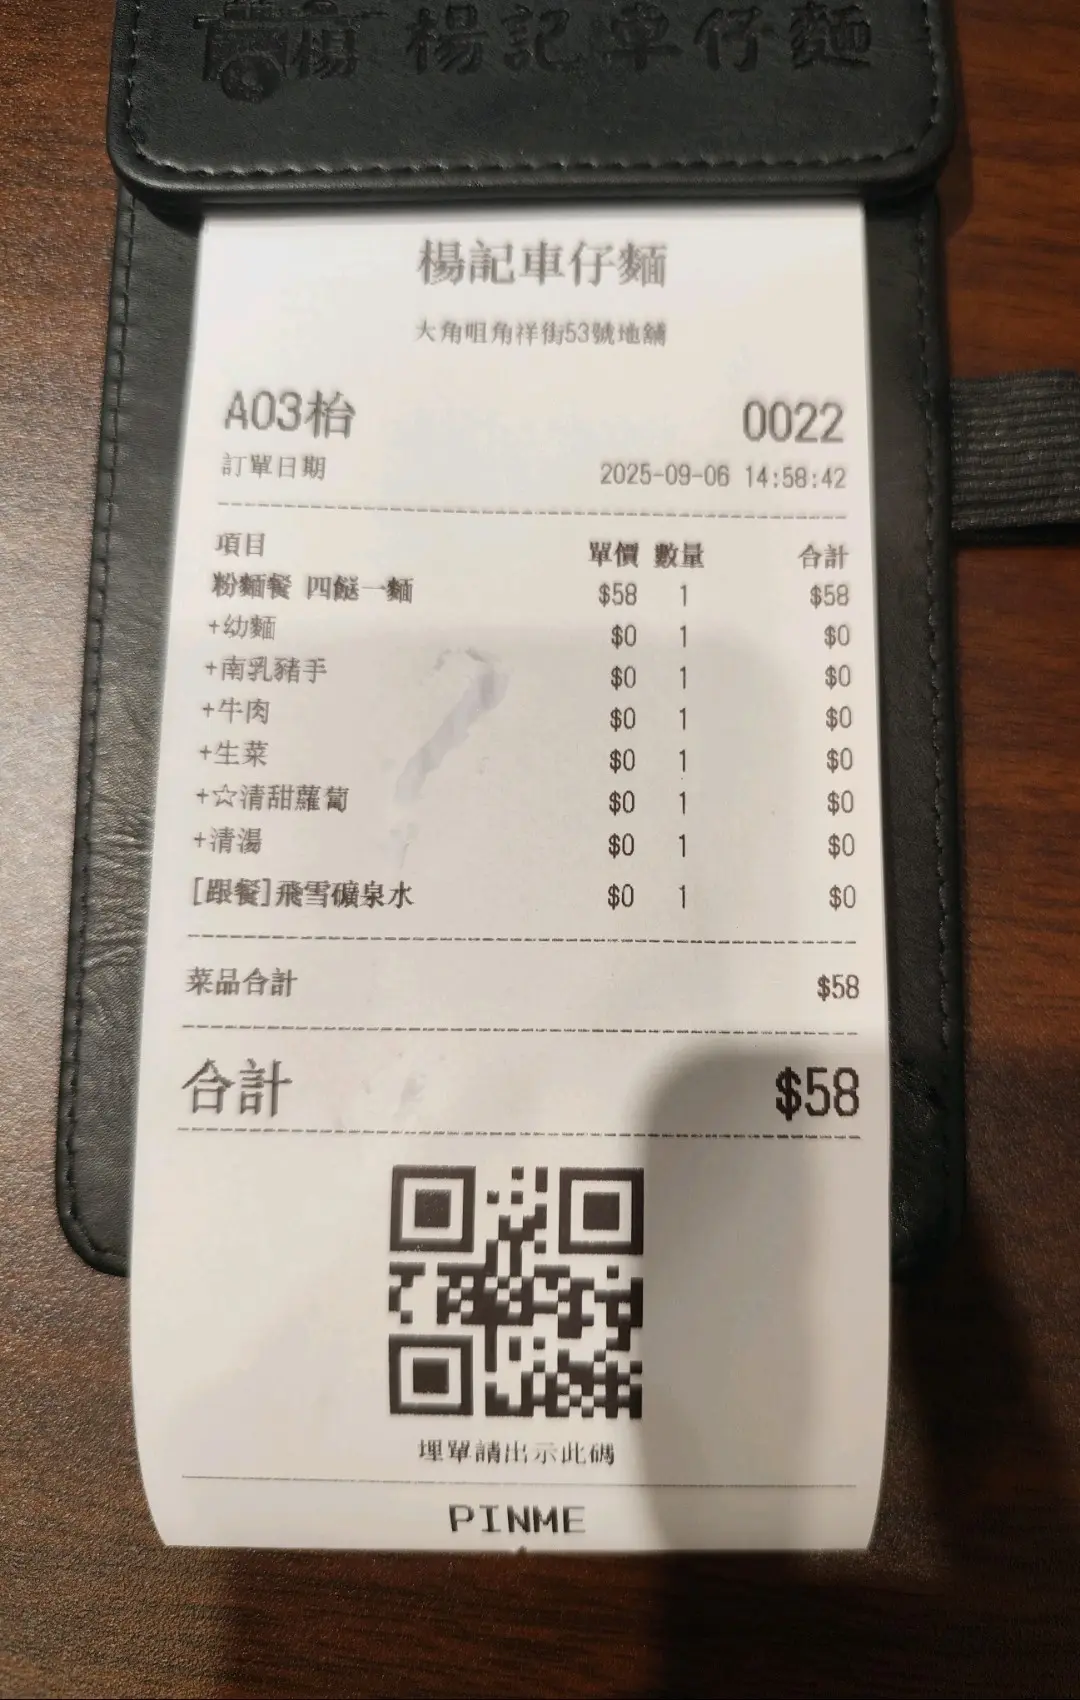 楊記車仔麵
楊記車仔麵
大角咀角祥街53號地舖
A03枱 0022
訂單日期 2025-09-06 14:58:42
項目 單價 數量 合計
粉麵餐 四餸一麵 $58 1 $58
+幼麵 $0 1 $0
+南乳豬手 $0 1 $0
+牛肉 $0 1 $0
+生菜 $0 1 $0
+☆清甜蘿蔔 $0 1 $0
+清湯 $0 1 $0
[跟餐]飛雪礦泉水 $0 1 $0
菜品合計 $58
合計 $58
埋單請出示此碼
PINME